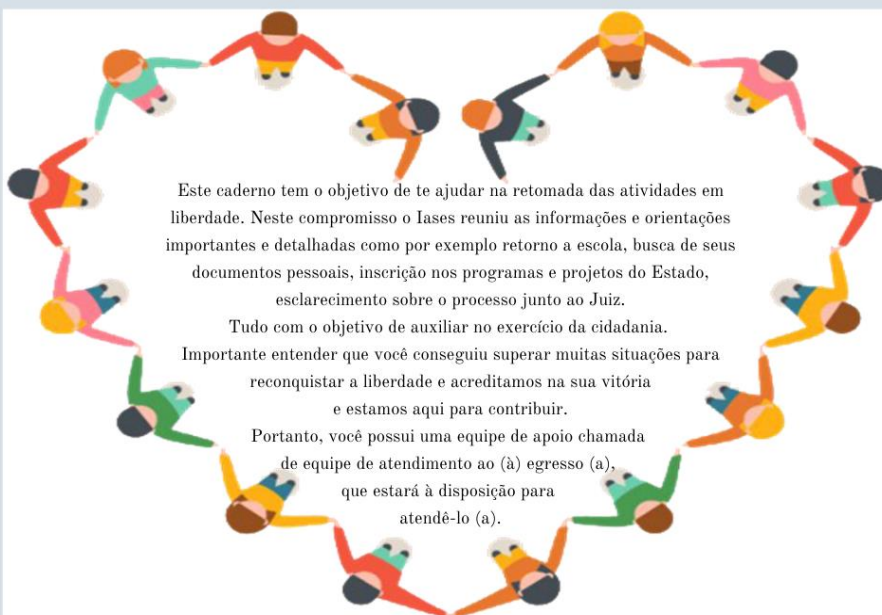 Este caderno tem o objetivo de te ajudar na retomada das atividades em
liberdade. Neste compromisso o Iases reuniu as informações e orientações
importantes e detalhadas como por exemplo retorno a escola, busca de seus
documentos pessoais, inscrição nos programas e projetos do Estado,
esclarecimento sobre o processo junto ao Juiz.
Tudo com o objetivo de auxiliar no exercício da cidadania.
Importante entender que você conseguiu superar muitas situações para
reconquistar a liberdade e acreditamos na sua vitória
e estamos aqui para contribuir.
Portanto, você possui uma equipe de apoio chamada
de equipe de atendimento ao (à) egresso (a),
que estará à disposição para
atendê-lo (a).